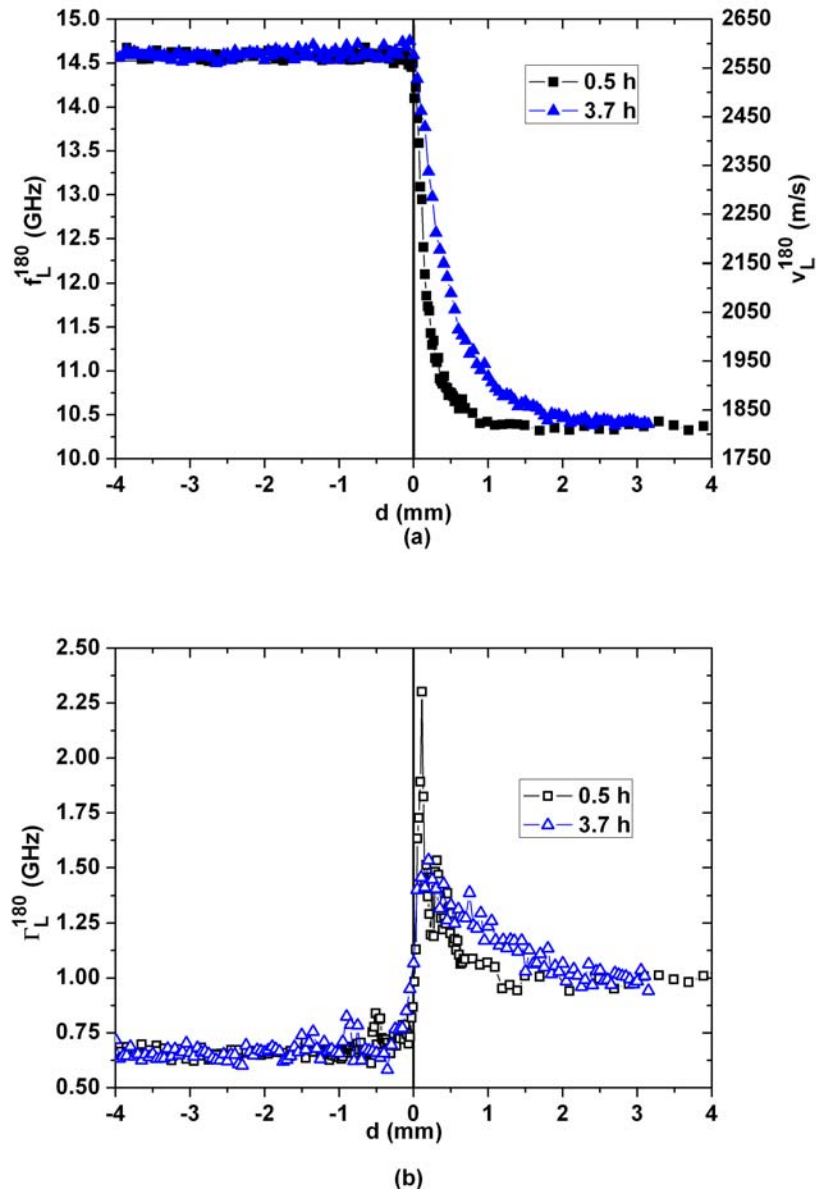 15.0
14.5
14.0
13.5
13.0
12.5
12.0
11.5
11.0
10.5
10.0
f_L^180 (GHz)
2650
2550
2450
2350
2250
2150
2050
1950
1850
1750
v_L^180 (m/s)
0.5 h
3.7 h
-4 -3 -2 -1 0 1 2 3 4
d (mm)
(a)
2.50
2.25
2.00
1.75
1.50
1.25
1.00
0.75
0.50
Γ_L^180 (GHz)
0.5 h
3.7 h
-4 -3 -2 -1 0 1 2 3 4
d (mm)
(b)